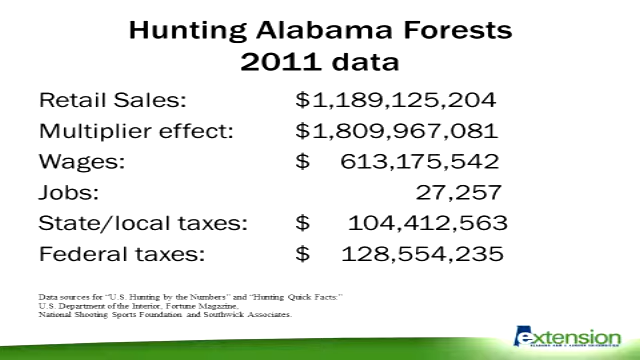 Hunting Alabama Forests
2011 data
Retail Sales: $1,189,125,204
Multiplier effect: $1,809,967,081
Wages: $ 613,175,542
Jobs: 27,257
State/local taxes: $ 104,412,563
Federal taxes: $ 128,554,235
Data sources for "U.S. Hunting by the Numbers" and "Hunting Quick Facts:"
U.S. Department of the Interior, Fortune Magazine,
National Shooting Sports Foundation and Southwick Associates.
extension